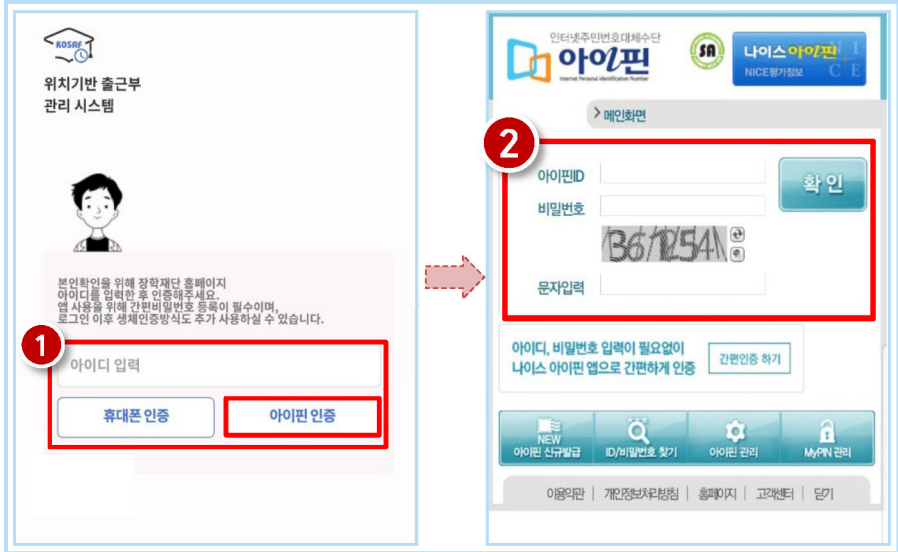 KOSAF
위치기반 출근부
관리 시스템
본인확인을 위해 장학재단 홈페이지
아이디를 입력한 후 인증해주세요.
앱 사용을 위해 간편비밀번호 등록이 필수이며,
로그인 이후 생체인증방식도 추가 사용하실 수 있습니다.
1
아이디 입력
휴대폰 인증
아이핀 인증
인터넷주민번호대체수단
아이핀
Internet Personal Identification Number
SA
나이스아이핀
NICE평가정보
NICE
메인화면
2
아이핀ID
확인
비밀번호
문자입력
아이디, 비밀번호 입력이 필요없이
나이스 아이핀 앱으로 간편하게 인증
간편인증 하기
NEW
아이핀 신규발급
ID/비밀번호 찾기
아이핀 관리
MyPIN 관리
이용약관 | 개인정보처리방침 | 홈페이지 | 고객센터 | 닫기